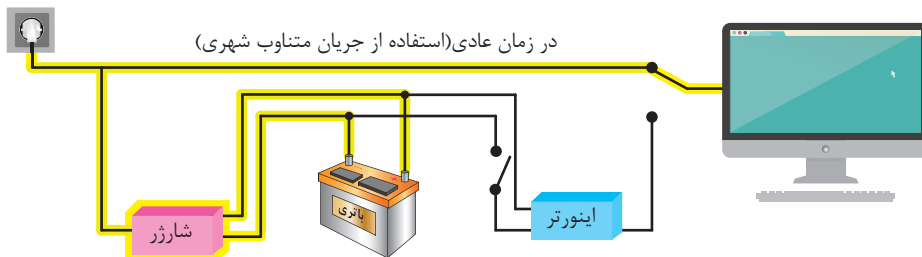 در زمان عادی(استفاده از جریان متناوب شهری)
باتری
شارژر
اینورتر